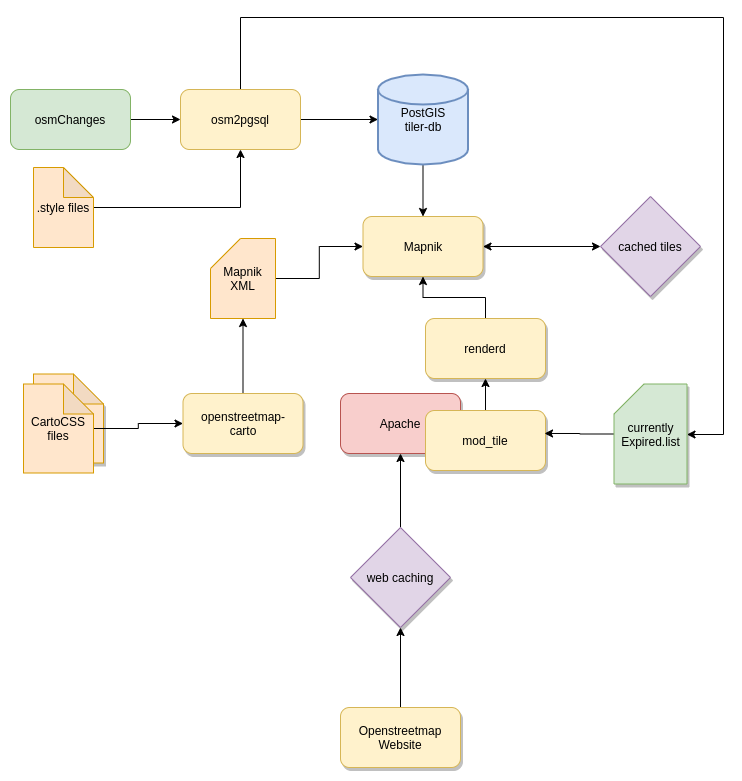 osmChanges
osm2pgsql
PostGIS
tiler-db
.style files
Mapnik
cached tiles
Mapnik
XML
renderd
CartoCSS
files
openstreetmap-
carto
Apache
mod_tile
currently
Expired.list
web caching
Openstreetmap
Website